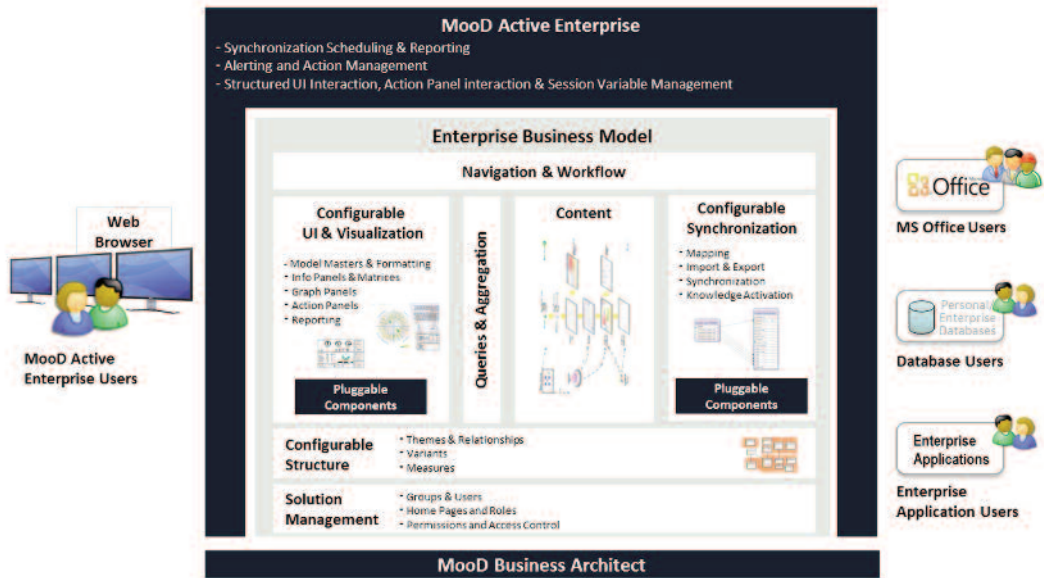 MooD Active Enterprise
- Synchronization Scheduling & Reporting
- Alerting and Action Management
- Structured UI Interaction, Action Panel interaction & Session Variable Management
Enterprise Business Model
Navigation & Workflow
Configurable
UI & Visualization
- Model Masters & Formatting
• Info Panels & Matrices
• Graph Panels
• Action Panels
• Reporting
Pluggable
Components
Queries & Aggregation
Content
Configurable
Synchronization
• Mapping
• Import & Export
• Synchronization
• Knowledge Activation
Pluggable
Components
Configurable
Structure
• Themes & Relationships
• Variants
• Measures
Solution
Management
• Groups & Users
• Home Pages and Roles
• Permissions and Access Control
MooD Business Architect
Web
Browser
MooD Active
Enterprise Users
Office
MS Office Users
Personal/
Enterprise
Databases
Database Users
Enterprise
Applications
Enterprise
Application Users